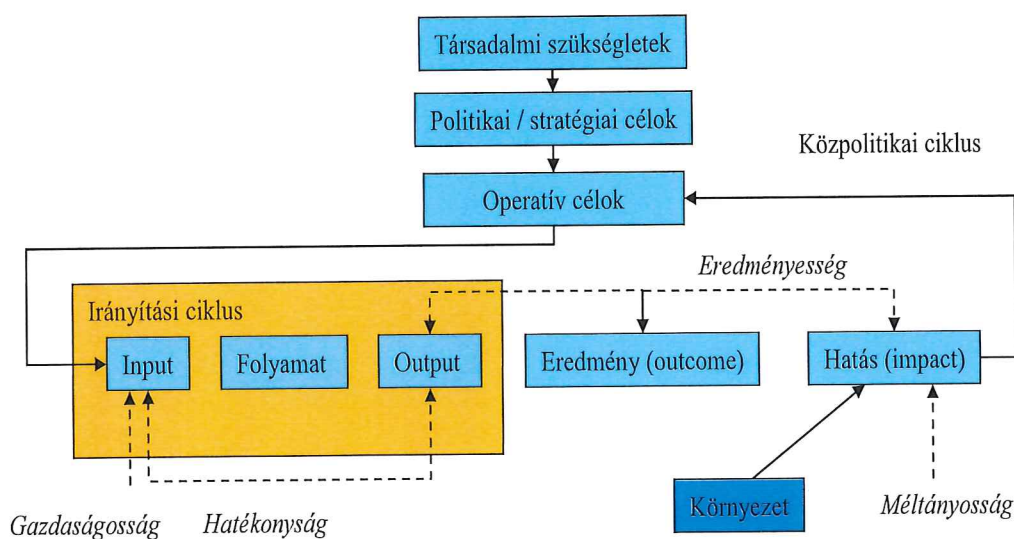 Társadalmi szükségletek
Politikai / stratégiai célok
Közpolitikai ciklus
Operatív célok
Eredményesség
Irányítási ciklus
Input
Folyamat
Output
Eredmény (outcome)
Hatás (impact)
Környezet
Gazdaságosság
Hatékonyság
Méltányosság